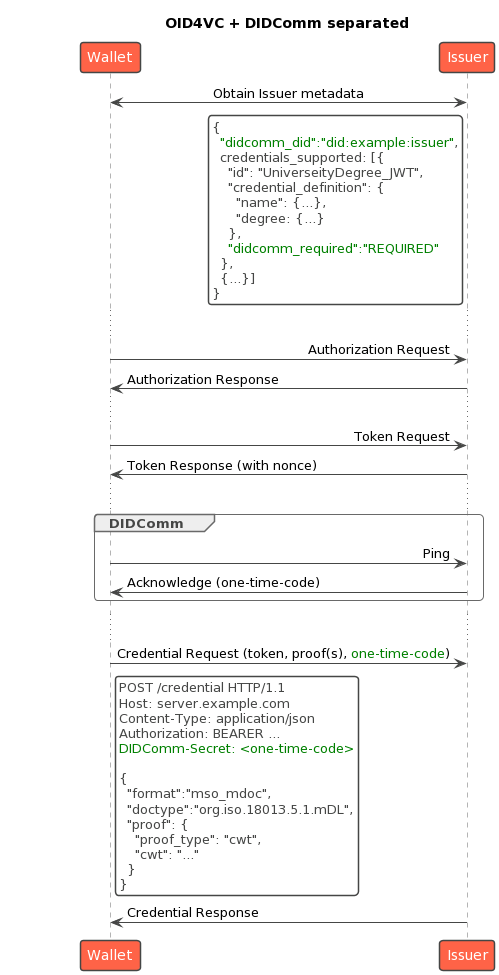 OID4VC + DIDComm separated
Wallet
Issuer
Obtain Issuer metadata
{
"didcomm_did":"did:example:issuer",
credentials_supported: [{
"id": "UniverseityDegree_JWT",
"credential_definition": {
"name": {...},
"degree: {...}
},
"didcomm_required":"REQUIRED"
},
{...}]
}
Authorization Request
Authorization Response
Token Request
Token Response (with nonce)
DIDComm
Ping
Acknowledge (one-time-code)
Credential Request (token, proof(s), one-time-code)
POST /credential HTTP/1.1
Host: server.example.com
Content-Type: application/json
Authorization: BEARER ...
DIDComm-Secret: <one-time-code>
{
"format":"mso_mdoc",
"doctype":"org.iso.18013.5.1.mDL",
"proof": {
"proof_type": "cwt",
"cwt": "..."
}
}
Credential Response
Wallet
Issuer